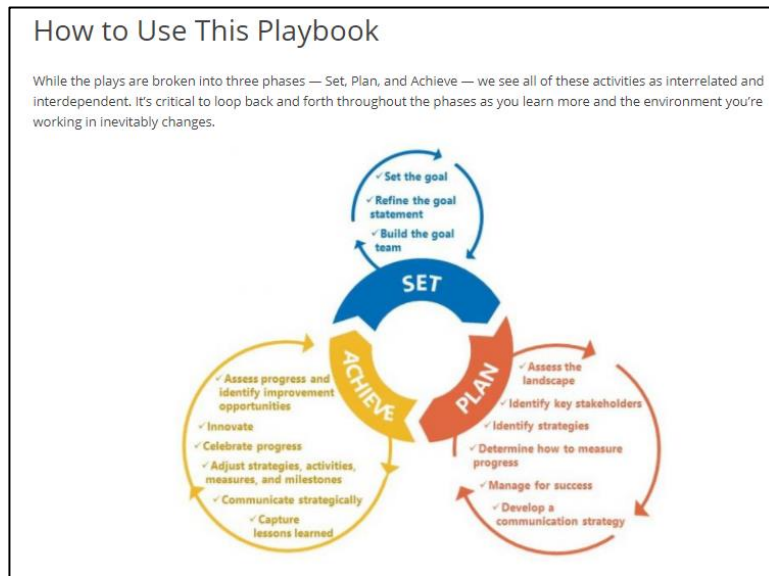 How to Use This Playbook
While the plays are broken into three phases — Set, Plan, and Achieve — we see all of these activities as interrelated and
interdependent. It's critical to loop back and forth throughout the phases as you learn more and the environment you're
working in inevitably changes.
✓Set the goal
✓Refine the goal
statement
✓Build the goal
team
SET
ACHIEVE
PLAN
✓Assess progress and
identify improvement
opportunities
✓Innovate
✓Celebrate progress
✓Adjust strategies, activities,
measures, and milestones
✓Communicate strategically
✓Capture
lessons learned
✓Assess the
landscape
✓Identify key stakeholders
✓Identify strategies
✓Determine how to measure
progress
✓Manage for success
✓Develop a
communication strategy